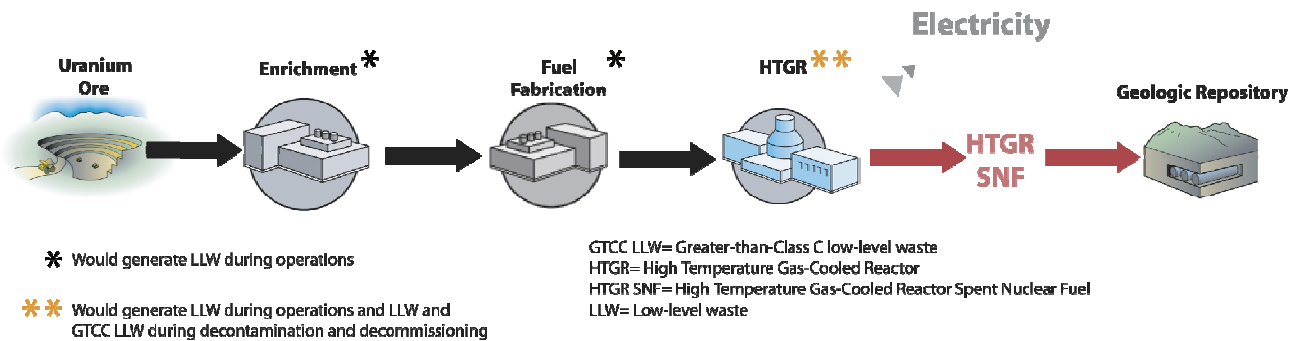 Electricity
Uranium
Ore
Enrichment*
Fuel
Fabrication*
HTGR**
Geologic Repository
HTGR
SNF
* Would generate LLW during operations
** Would generate LLW during operations and LLW and
GTCC LLW during decontamination and decommissioning
GTCC LLW= Greater-than-Class C low-level waste
HTGR= High Temperature Gas-Cooled Reactor
HTGR SNF= High Temperature Gas-Cooled Reactor Spent Nuclear Fuel
LLW= Low-level waste